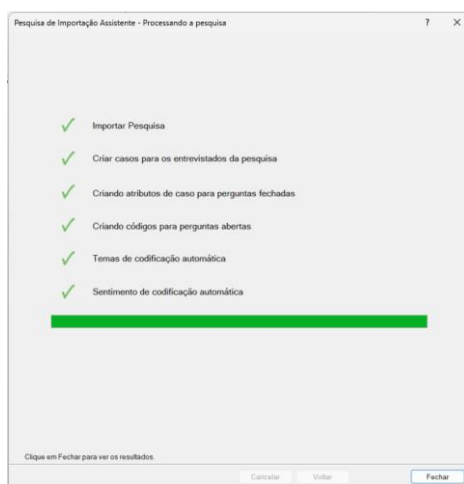 Pesquisa de Importação Assistente - Processando a pesquisa
Importar Pesquisa
Criar casos para os entrevistados da pesquisa
Criando atributos de caso para perguntas fechadas
Criando códigos para perguntas abertas
Temas de codificação automática
Sentimento de codificação automática
Clique em Fechar para ver os resultados.
Cancelar Voltar Fechar